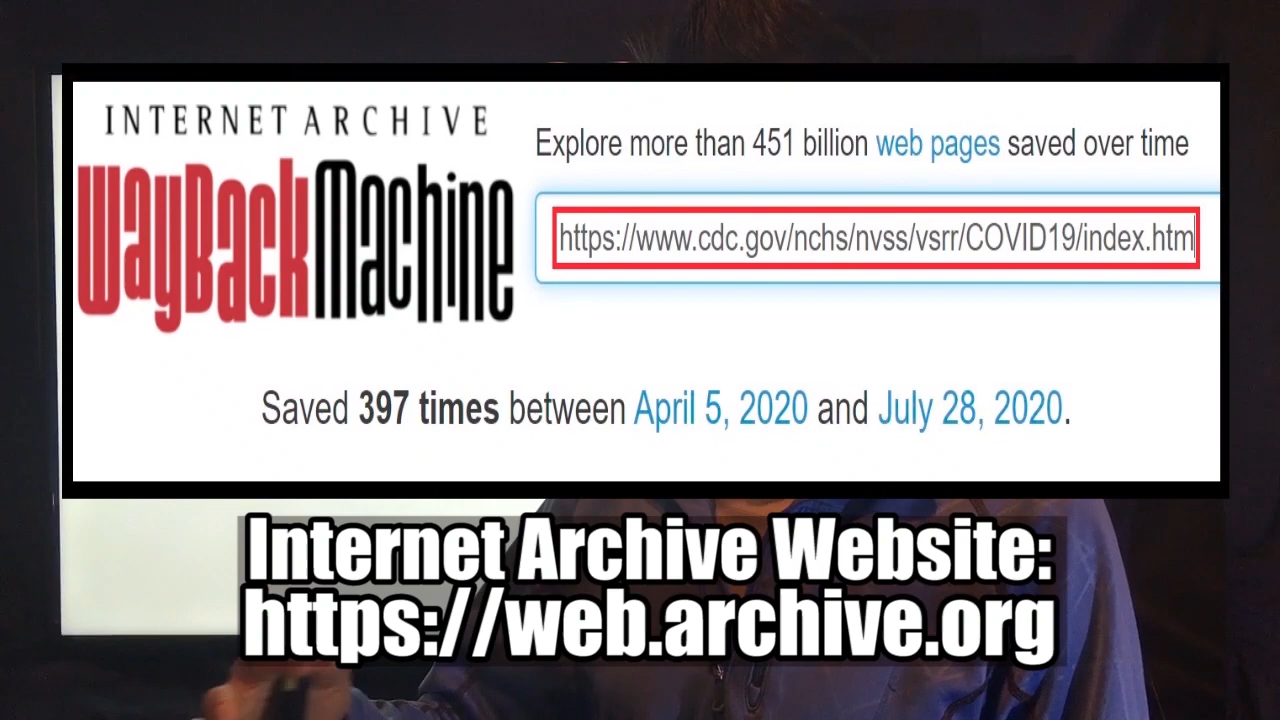 INTERNET ARCHIVE
WayBackMachine
Explore more than 451 billion web pages saved over time
https://www.cdc.gov/nchs/nvss/vsrr/COVID19/index.htm
Saved 397 times between April 5, 2020 and July 28, 2020.
Internet Archive Website:
https://web.archive.org